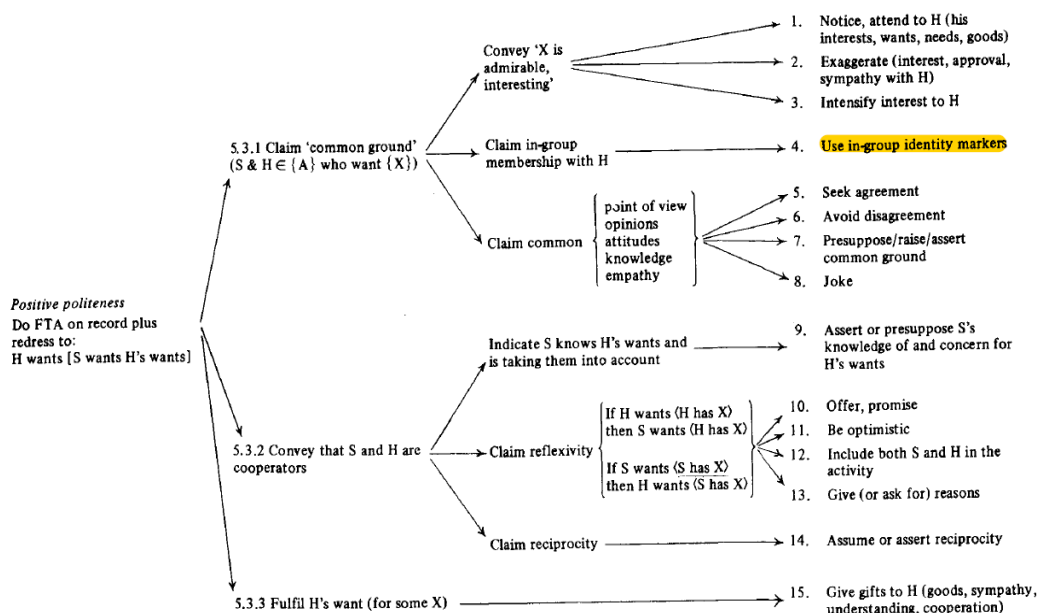 1. Notice, attend to H (his
interests, wants, needs, goods)
Convey ‘X is
admirable,
interesting’
2. Exaggerate (interest, approval,
sympathy with H)
3. Intensify interest to H
5.3.1 Claim ‘common ground’
(S & H ∈ {A} who want {X})
Claim in-group
membership with H
4. Use in-group identity markers
Claim common
point of view
opinions
attitudes
knowledge
empathy
5. Seek agreement
6. Avoid disagreement
7. Presuppose/raise/assert
common ground
8. Joke
Positive politeness
Do FTA on record plus
redress to:
H wants [S wants H's wants]
Indicate S knows H's wants and
is taking them into account
9. Assert or presuppose S's
knowledge of and concern for
H's wants
5.3.2 Convey that S and H are
cooperators
Claim reflexivity
If H wants ⟨H has X⟩
then S wants ⟨H has X⟩
If S wants ⟨S has X⟩
then H wants ⟨S has X⟩
10. Offer, promise
11. Be optimistic
12. Include both S and H in the
activity
13. Give (or ask for) reasons
Claim reciprocity
14. Assume or assert reciprocity
5.3.3 Fulfil H's want (for some X)
15. Give gifts to H (goods, sympathy,
understanding, cooperation)